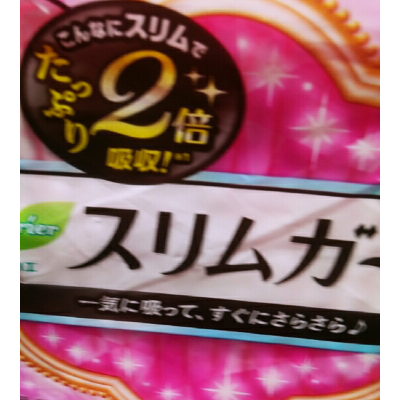 こんなにスリムで
たっぷり
2倍
吸収!
rier
スリムガー
一気に吸って、すぐにさらさら♪